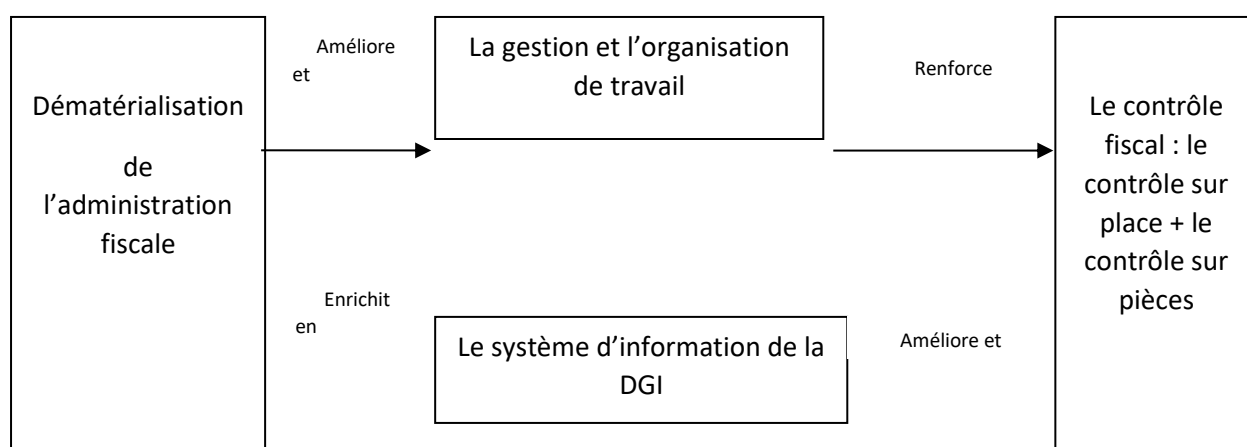 Dématérialisation
de
l’administration
fiscale
Améliore
et
La gestion et l’organisation
de travail
Renforce
Enrichit
en
Le système d’information de la
DGI
Améliore et
Le contrôle
fiscal : le
contrôle sur
place + le
contrôle sur
pièces